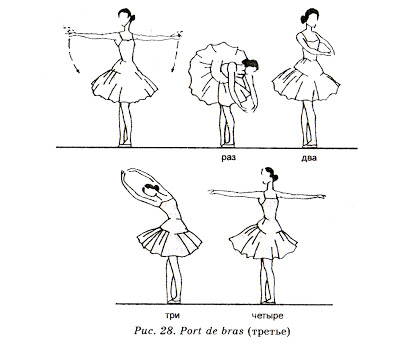 раз два
три четыре
Рис. 28. Port de bras (третье)